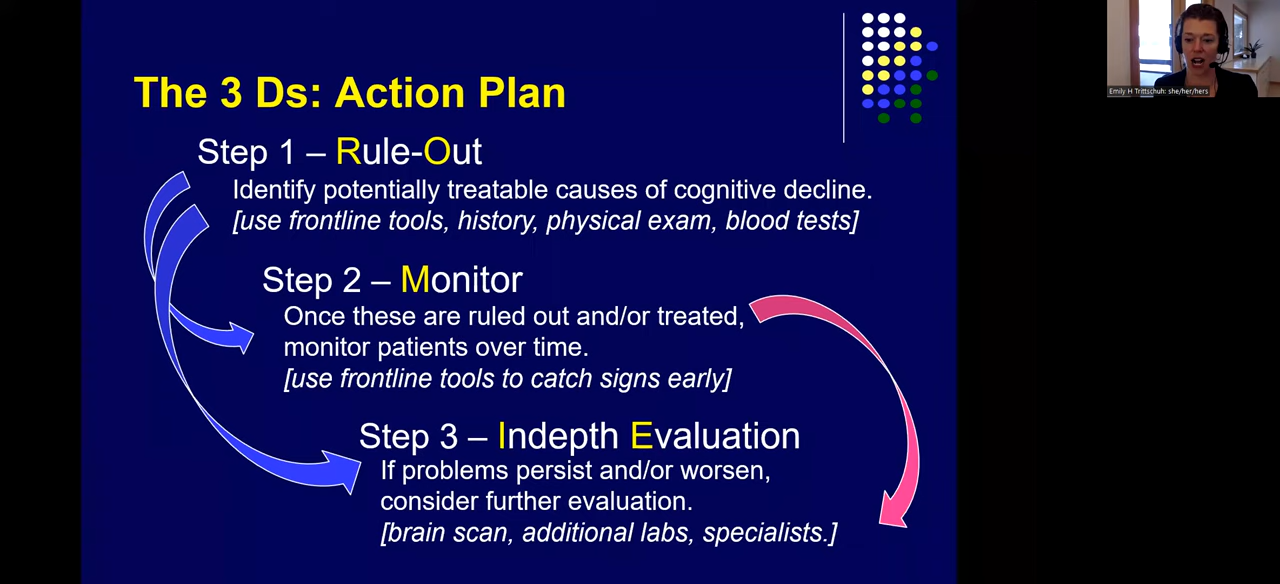 The 3 Ds: Action Plan
Step 1 – Rule-Out
Identify potentially treatable causes of cognitive decline.
[use frontline tools, history, physical exam, blood tests]
Step 2 – Monitor
Once these are ruled out and/or treated,
monitor patients over time.
[use frontline tools to catch signs early]
Step 3 – Indepth Evaluation
If problems persist and/or worsen,
consider further evaluation.
[brain scan, additional labs, specialists.]
Emily H Trittschuh: she/her/hers